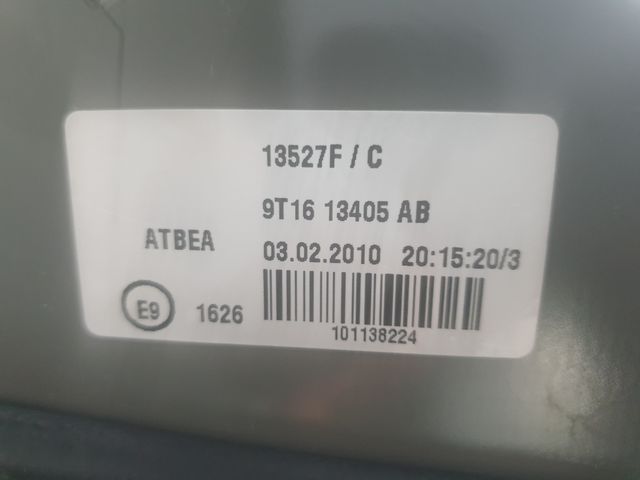 13527F / C
9T16 13405 AB
ATBEA 03.02.2010 20:15:20/3
E9 1626
101138224